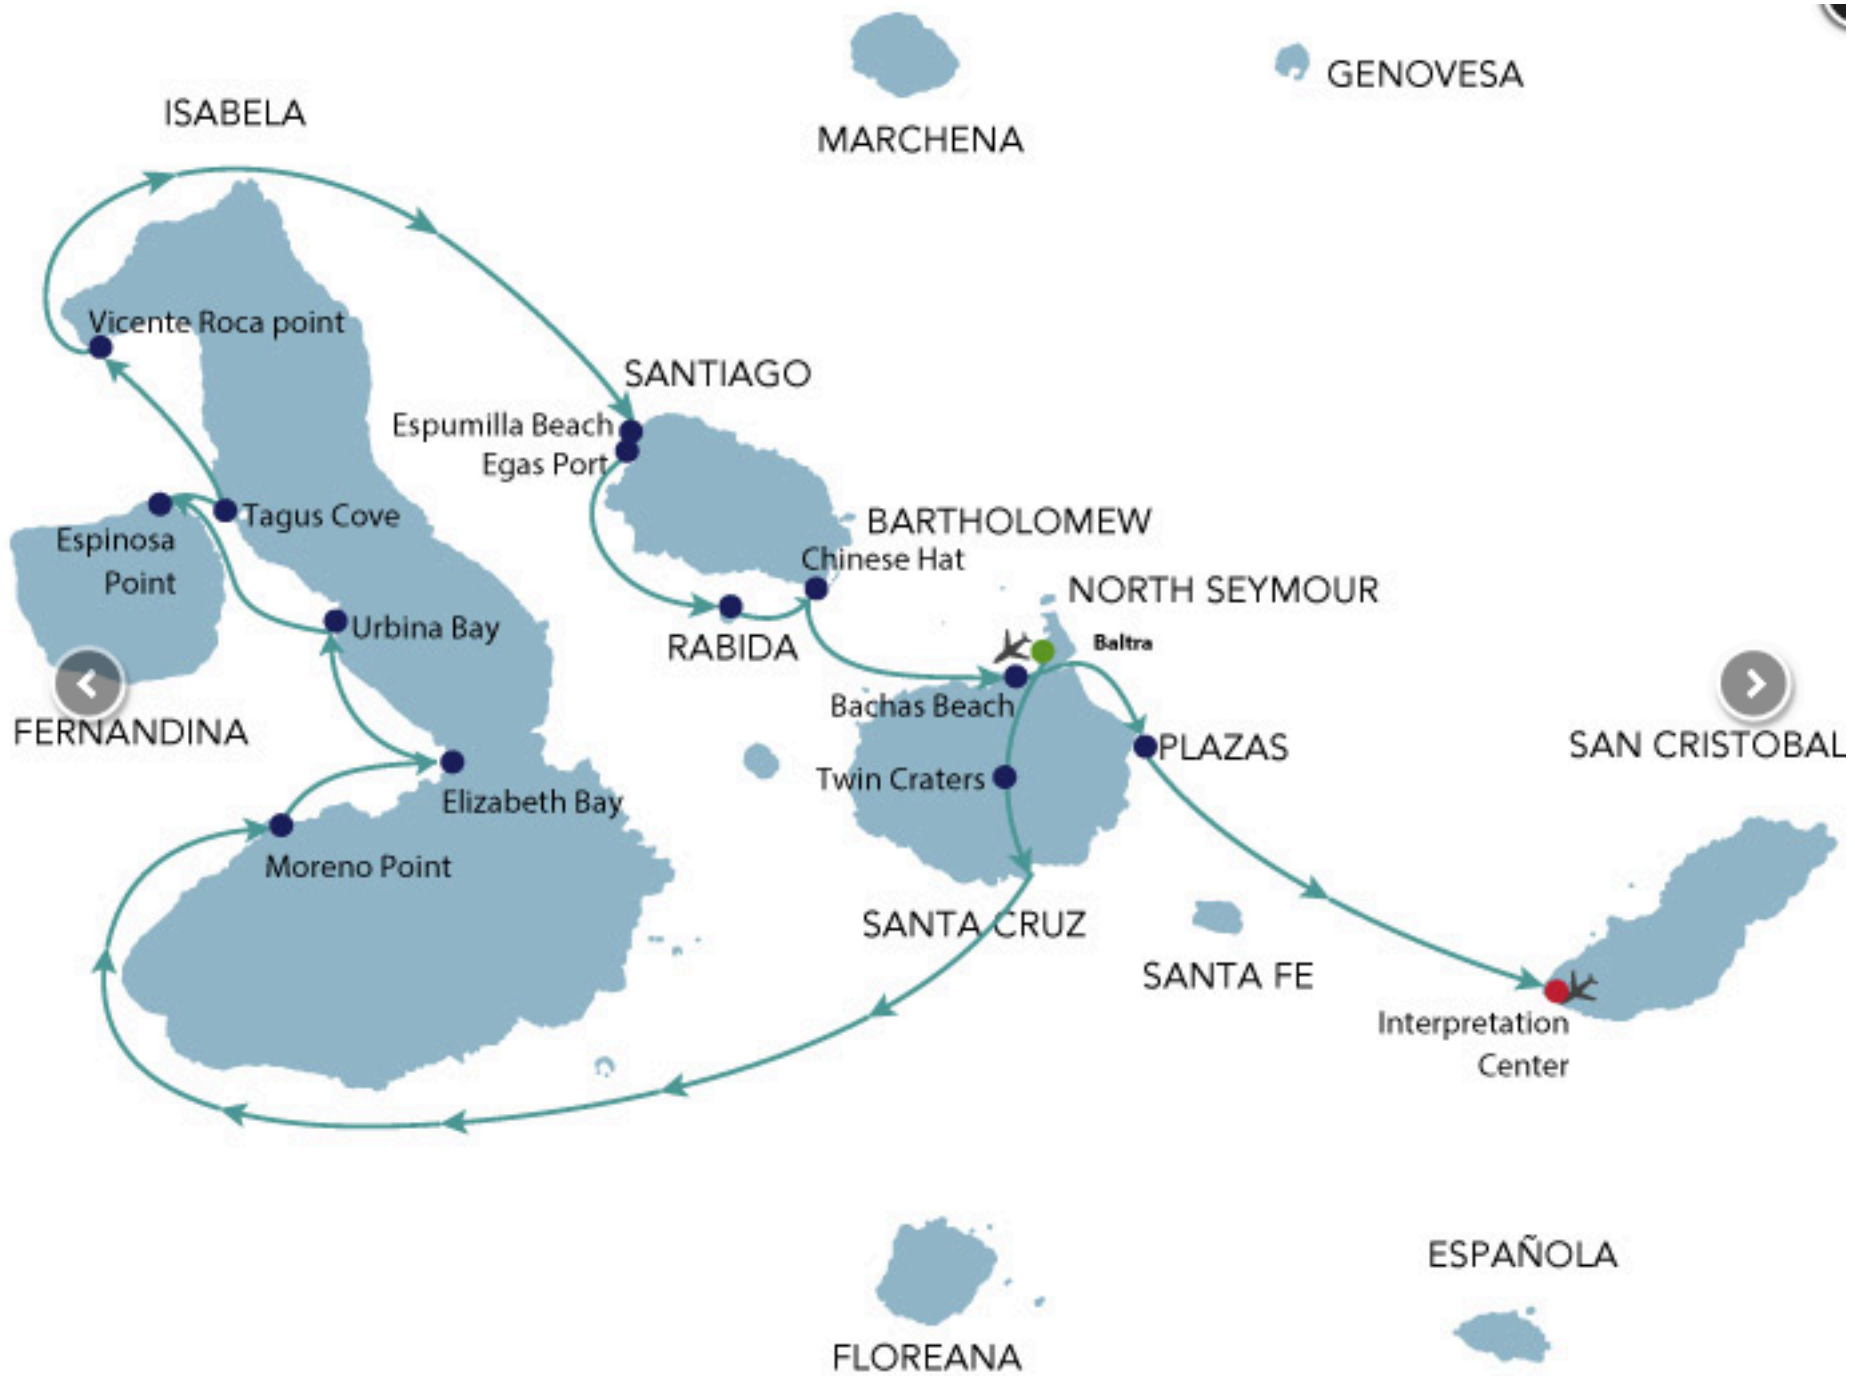 GENOVESA
ISABELA
MARCHENA
Vicente Roca point
SANTIAGO
Espumilla Beach
Egas Port
Tagus Cove
BARTHOLOMEW
Espinosa
Point
Chinese Hat
NORTH SEYMOUR
Urbina Bay
RABIDA
Baltra
Bachas Beach
FERNANDINA
PLAZAS
SAN CRISTOBAL
Twin Craters
Elizabeth Bay
Moreno Point
SANTA CRUZ
SANTA FE
Interpretation
Center
ESPAÑOLA
FLOREANA